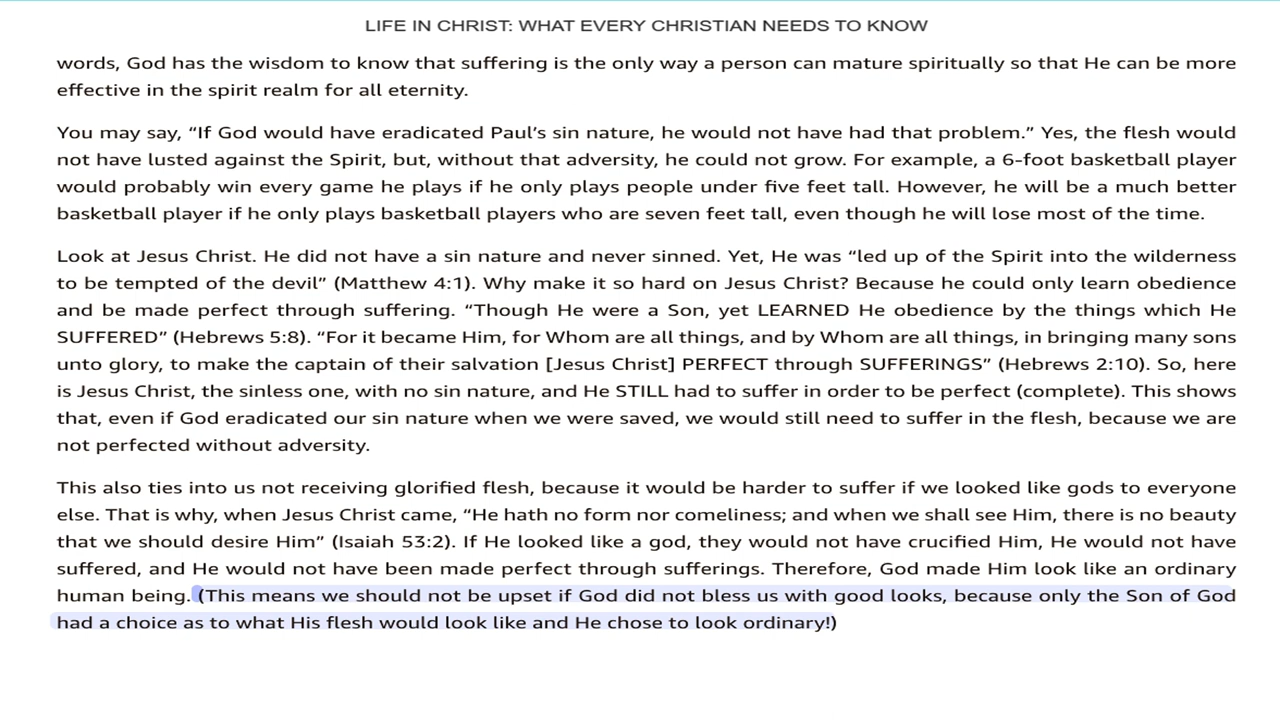 LIFE IN CHRIST: WHAT EVERY CHRISTIAN NEEDS TO KNOW
words, God has the wisdom to know that suffering is the only way a person can mature spiritually so that He can be more
effective in the spirit realm for all eternity.
You may say, “If God would have eradicated Paul’s sin nature, he would not have had that problem.” Yes, the flesh would
not have lusted against the Spirit, but, without that adversity, he could not grow. For example, a 6-foot basketball player
would probably win every game he plays if he only plays people under five feet tall. However, he will be a much better
basketball player if he only plays basketball players who are seven feet tall, even though he will lose most of the time.
Look at Jesus Christ. He did not have a sin nature and never sinned. Yet, He was “led up of the Spirit into the wilderness
to be tempted of the devil” (Matthew 4:1). Why make it so hard on Jesus Christ? Because he could only learn obedience
and be made perfect through suffering. “Though He were a Son, yet LEARNED He obedience by the things which He
SUFFERED” (Hebrews 5:8). “For it became Him, for Whom are all things, and by Whom are all things, in bringing many sons
unto glory, to make the captain of their salvation [Jesus Christ] PERFECT through SUFFERINGS” (Hebrews 2:10). So, here
is Jesus Christ, the sinless one, with no sin nature, and He STILL had to suffer in order to be perfect (complete). This shows
that, even if God eradicated our sin nature when we were saved, we would still need to suffer in the flesh, because we are
not perfected without adversity.
This also ties into us not receiving glorified flesh, because it would be harder to suffer if we looked like gods to everyone
else. That is why, when Jesus Christ came, “He hath no form nor comeliness; and when we shall see Him, there is no beauty
that we should desire Him” (Isaiah 53:2). If He looked like a god, they would not have crucified Him, He would not have
suffered, and He would not have been made perfect through sufferings. Therefore, God made Him look like an ordinary
human being. (This means we should not be upset if God did not bless us with good looks, because only the Son of God
had a choice as to what His flesh would look like and He chose to look ordinary!)